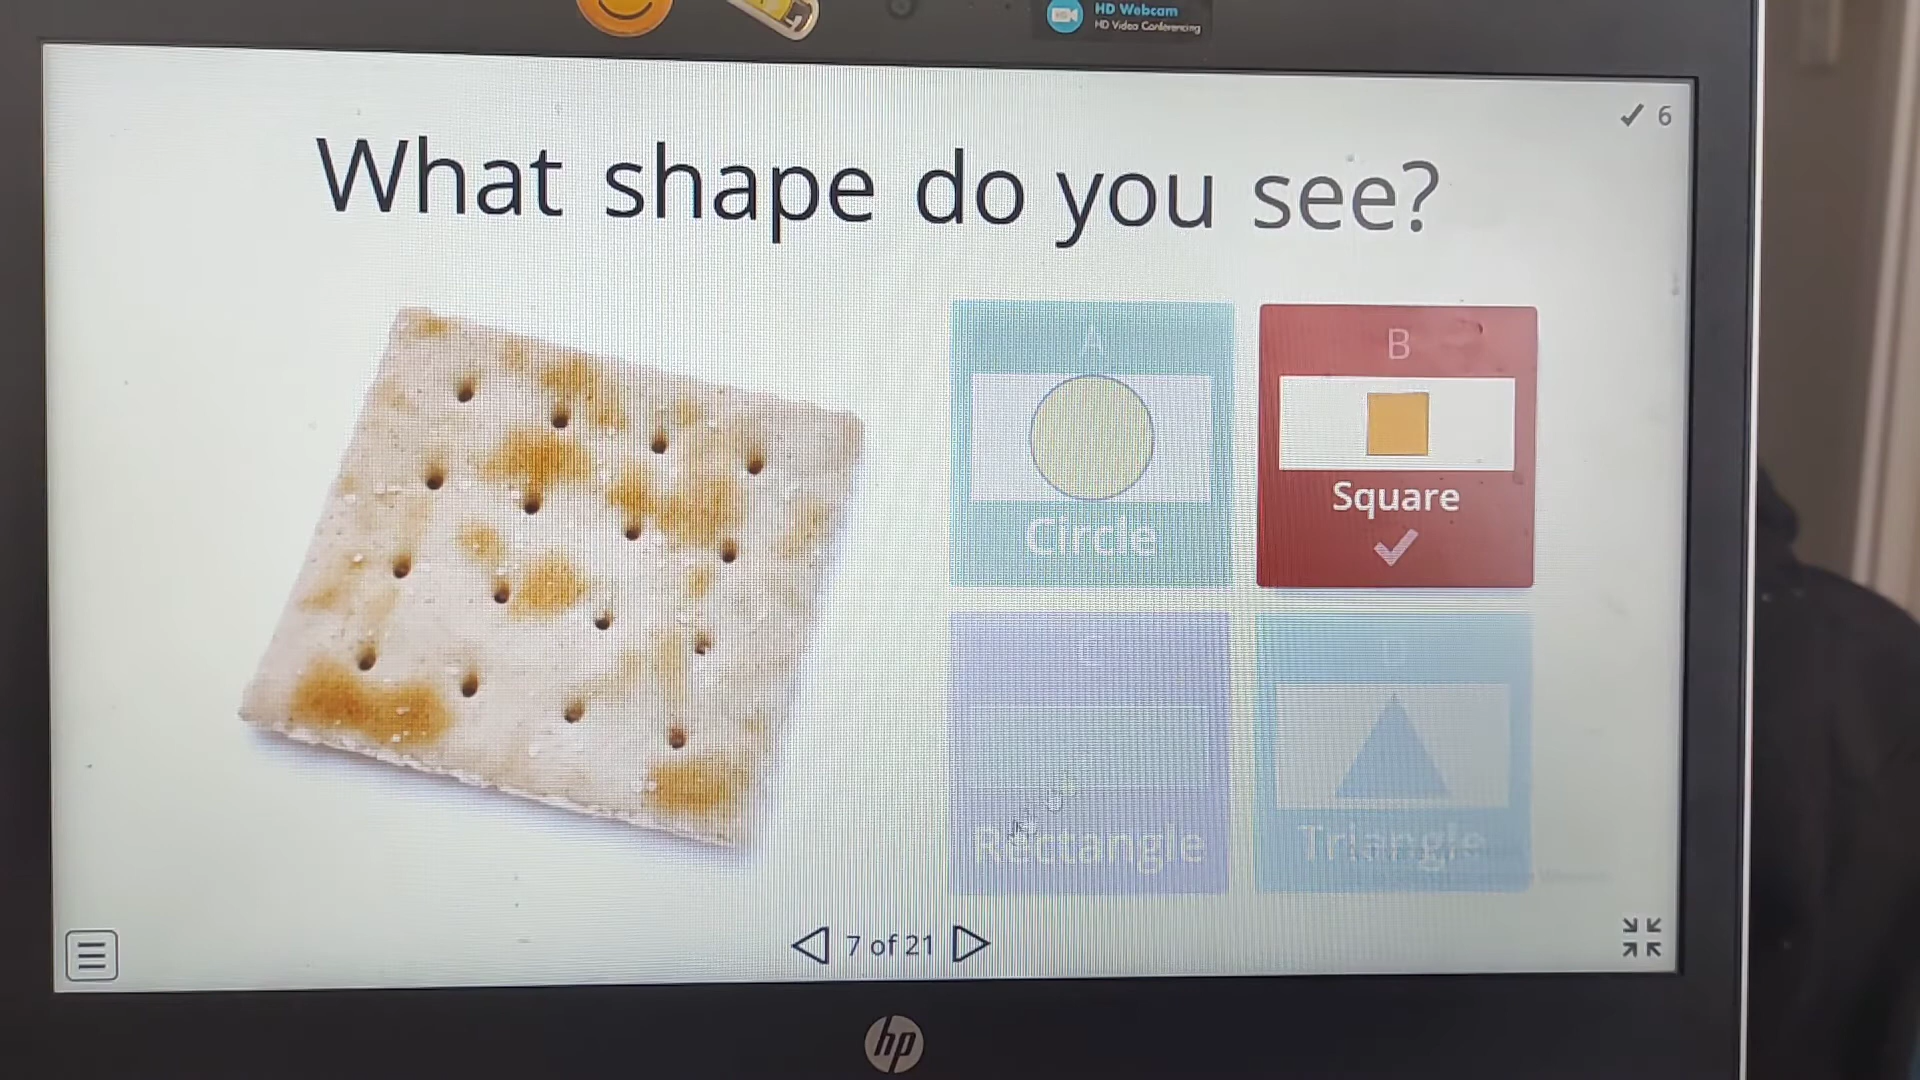 HD Webcam
HD Video Conferencing
✓ 6
What shape do you see?
A
Circle
B
Square
C
Rectangle
D
Triangle
7 of 21
hp